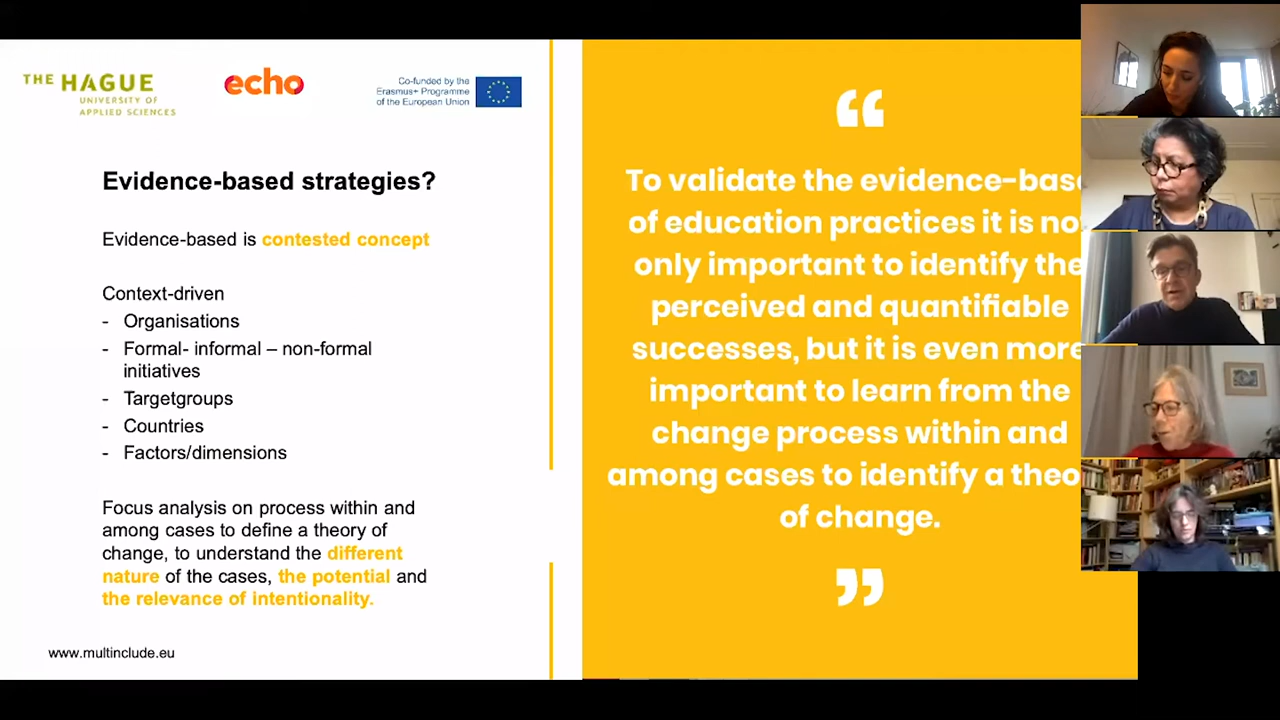 THE HAGUE
UNIVERSITY OF
APPLIED SCIENCES
echo
Co-funded by the
Erasmus+ Programme
of the European Union
Evidence-based strategies?
Evidence-based is contested concept
Context-driven
- Organisations
- Formal- informal – non-formal
initiatives
- Targetgroups
- Countries
- Factors/dimensions
Focus analysis on process within and
among cases to define a theory of
change, to understand the different
nature of the cases, the potential and
the relevance of intentionality.
www.multinclude.eu
“
To validate the evidence-bas
of education practices it is no
only important to identify the
perceived and quantifiable
successes, but it is even more
important to learn from the
change process within and
among cases to identify a theo
of change.
”